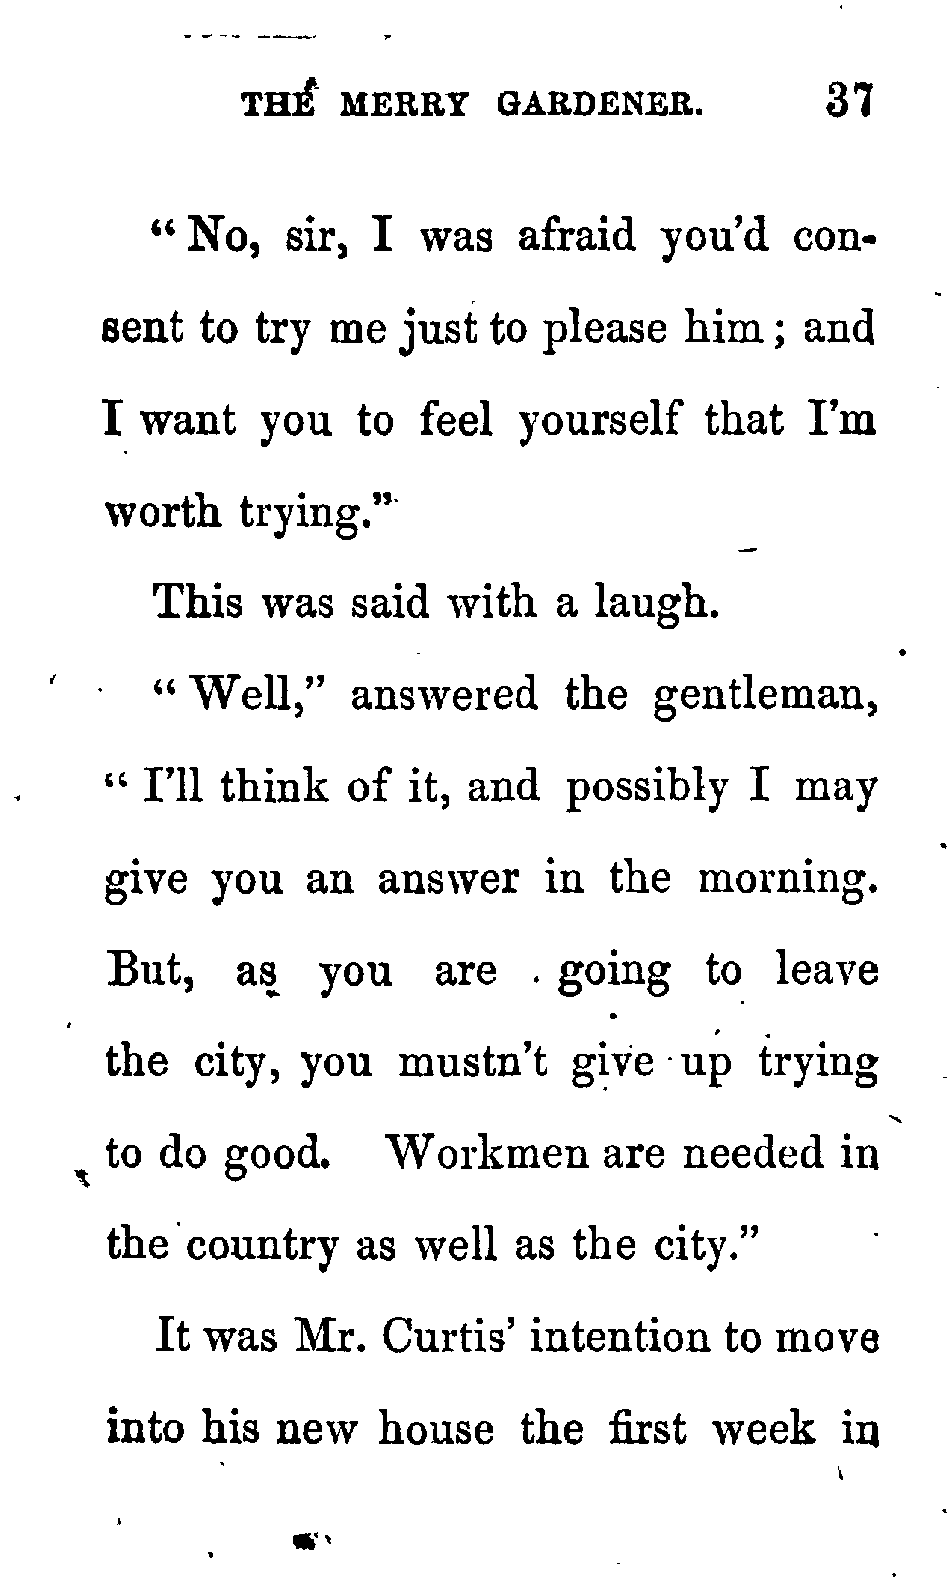 THE MERRY GARDENER. 37
“No, sir, I was afraid you’d con-
sent to try me just to please him; and
I want you to feel yourself that I’m
worth trying.”
This was said with a laugh.
“Well,” answered the gentleman,
“I’ll think of it, and possibly I may
give you an answer in the morning.
But, as you are going to leave
the city, you mustn’t give up trying
to do good. Workmen are needed in
the country as well as the city.”
It was Mr. Curtis’ intention to move
into his new house the first week in